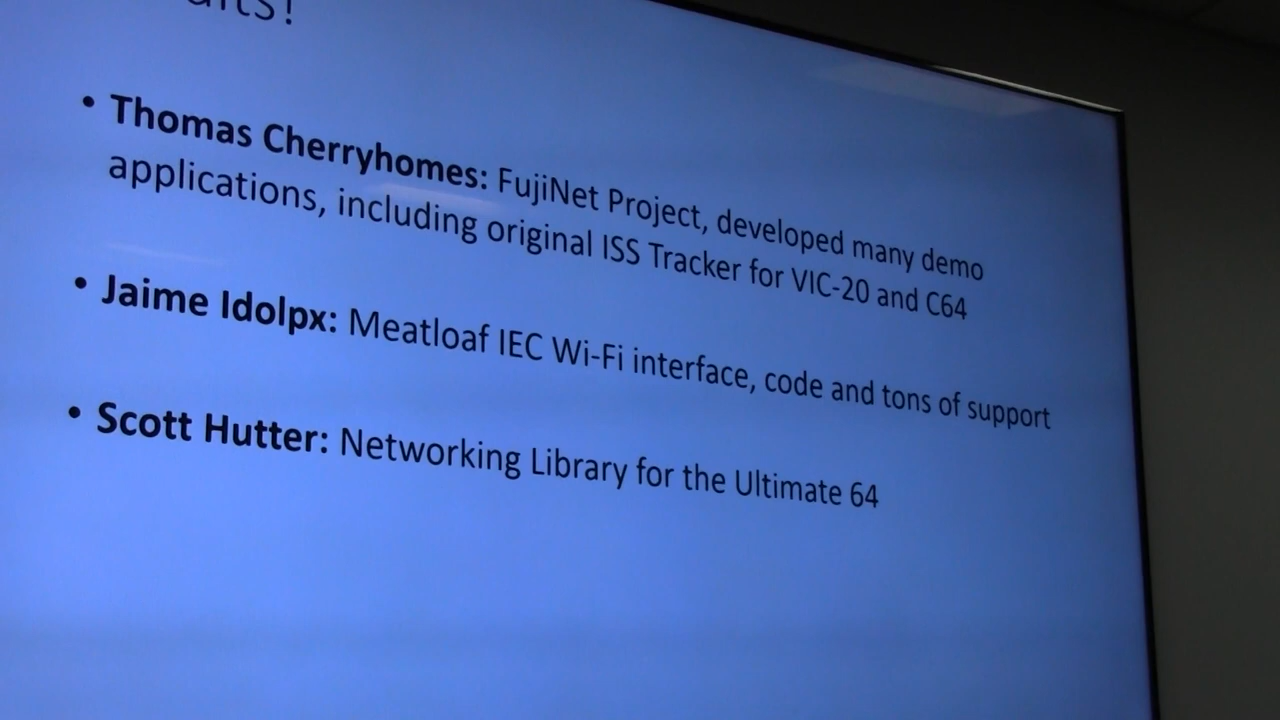 • Thomas Cherryhomes: FujiNet Project, developed many demo
applications, including original ISS Tracker for VIC-20 and C64
• Jaime Idolpx: Meatloaf IEC Wi-Fi interface, code and tons of support
• Scott Hutter: Networking Library for the Ultimate 64